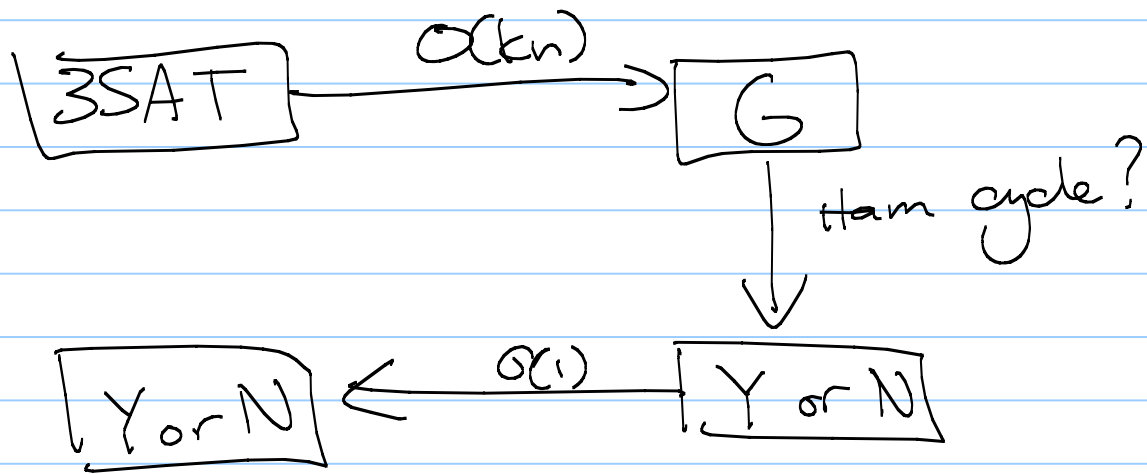 O(kn)
3SAT
G
Ham cycle?
O(1)
Y or N
Y or N